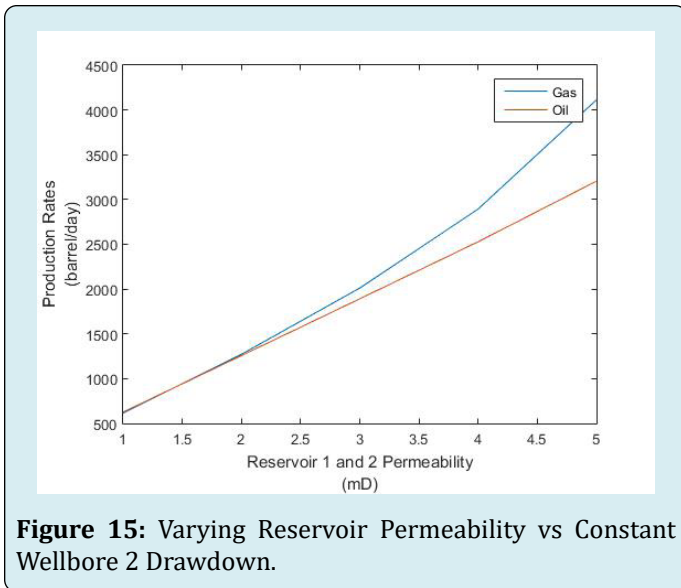 4500
4000
3500
3000
2500
2000
1500
1000
500
Production Rates
(barrel/day)
Gas
Oil
1 1.5 2 2.5 3 3.5 4 4.5 5
Reservoir 1 and 2 Permeability
(mD)
Figure 15: Varying Reservoir Permeability vs Constant
Wellbore 2 Drawdown.